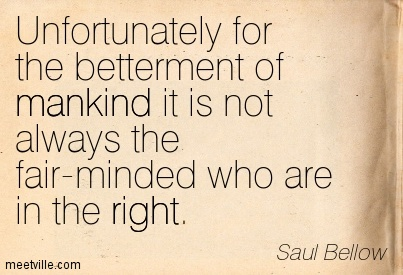 Unfortunately for
the betterment of
mankind it is not
always the
fair-minded who are
in the right.
Saul Bellow
meetville.com